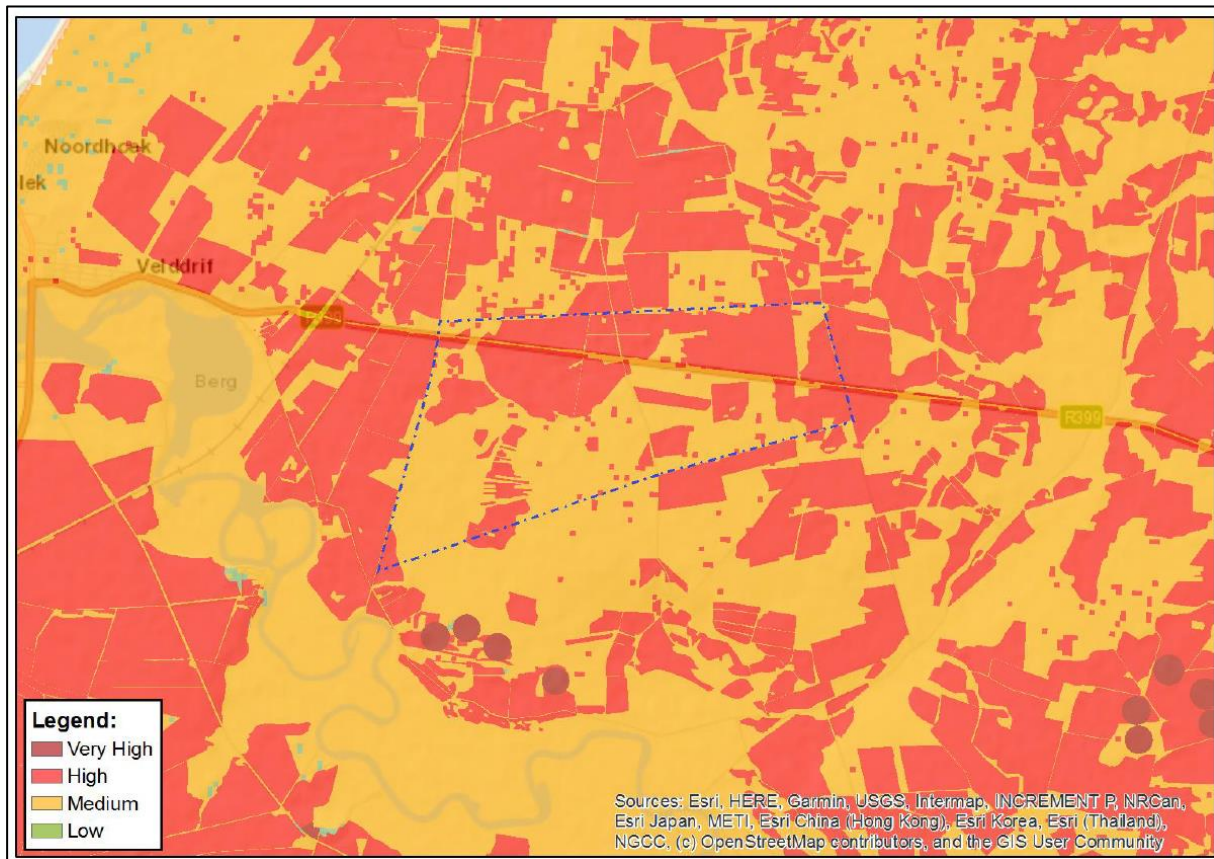 Noordhoek
lek
Velddrif
Berg
R399
Legend:
Very High
High
Medium
Low
Sources: Esri, HERE, Garmin, USGS, Intermap, INCREMENT P, NRCan,
Esri Japan, METI, Esri China (Hong Kong), Esri Korea, Esri (Thailand),
NGCC, (c) OpenStreetMap contributors, and the GIS User Community